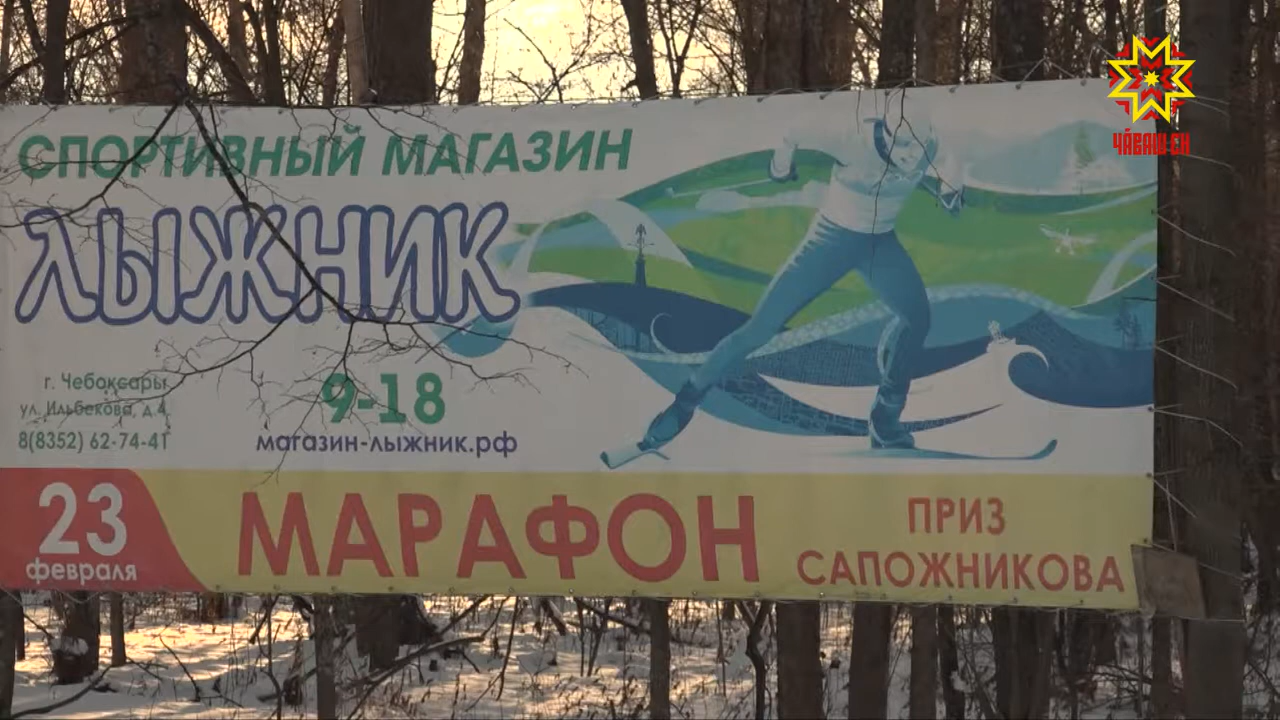 СПОРТИВНЫЙ МАГАЗИН
ЛЫЖНИК
г. Чебоксары
ул. Ильбекова, д.4
8(8352) 62-74-41
9-18
магазин-лыжник.рф
23
февраля
МАРАФОН
ПРИЗ
САПОЖНИКОВА
ЧӐВАШ ЕН